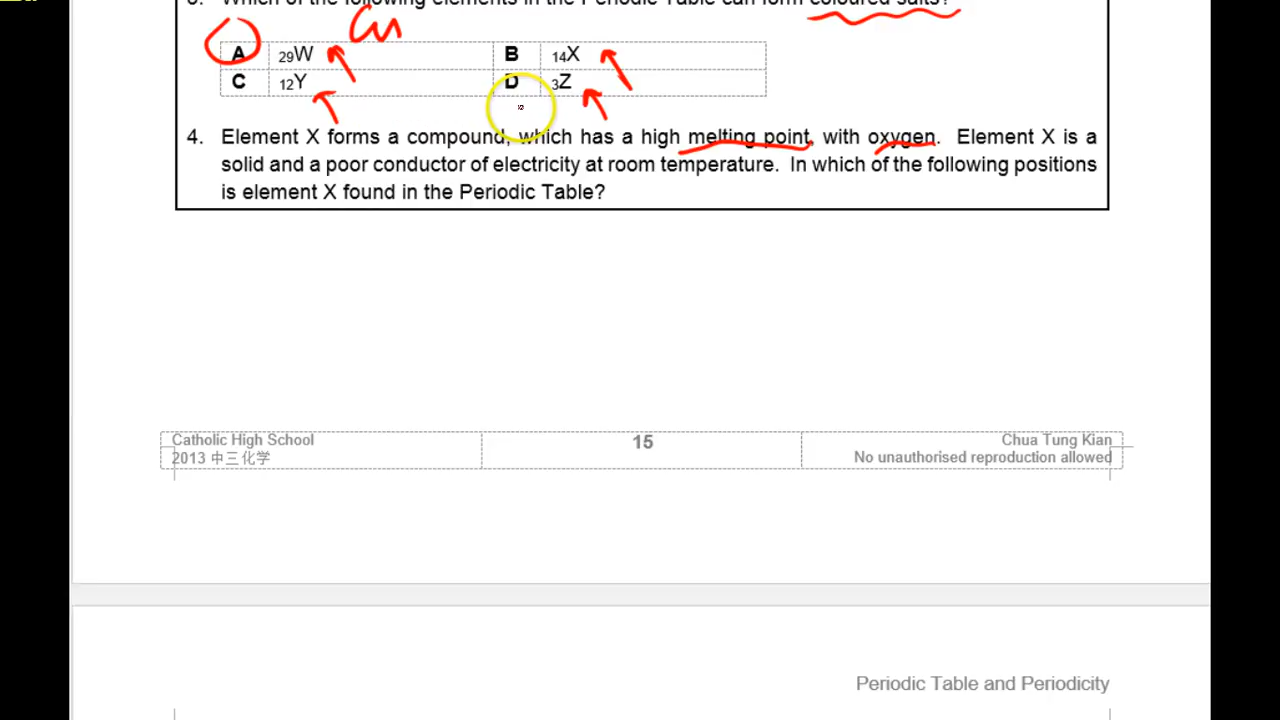 3. Which of the following elements in the Periodic Table can form coloured salts?
Cu
A 29W B 14X
C 12Y D 3Z
4. Element X forms a compound, which has a high melting point, with oxygen. Element X is a
solid and a poor conductor of electricity at room temperature. In which of the following positions
is element X found in the Periodic Table?
Catholic High School 15 Chua Tung Kian
2013 中三化学 No unauthorised reproduction allowed
Periodic Table and Periodicity